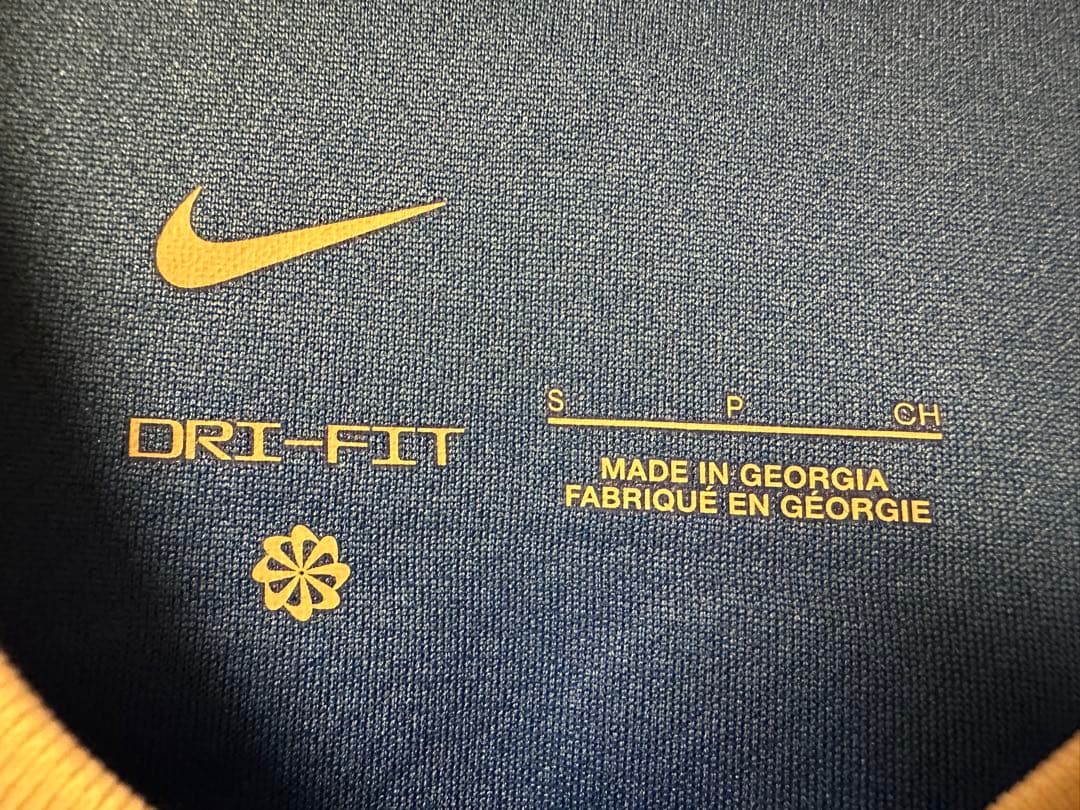 DRI-FIT
S P CH
MADE IN GEORGIA
FABRIQUÉ EN GÉORGIE